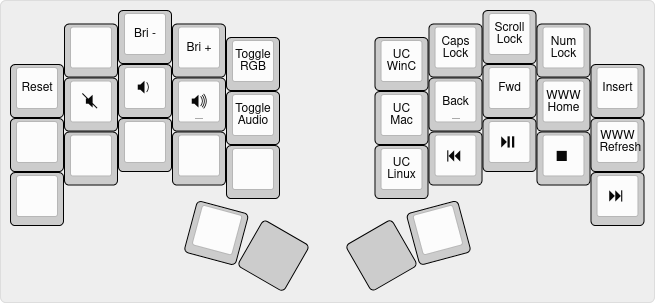 Bri -
Bri +
Toggle
RGB
Reset
Toggle
Audio
_
Scroll
Lock
Caps
Lock
Num
Lock
UC
WinC
Fwd
Insert
Back
_
WWW
Home
UC
Mac
WWW
Refresh
UC
Linux